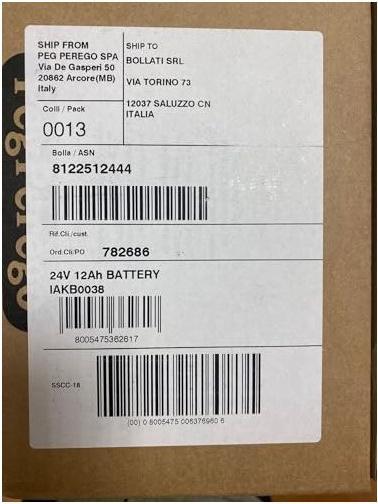 SHIP FROM
PEG PEREGO SPA
Via De Gasperi 50
20862 Arcore(MB)
Italy
SHIP TO
BOLLATI SRL
VIA TORINO 73
12037 SALUZZO CN
ITALIA
Colli / Pack
0013
Bolla / ASN
8122512444
Rif.Cli./cust.
Ord.Cli/PO 782686
24V 12Ah BATTERY
IAKB0038
8005475362617
SSCC-18
(00) 0 8005475 006376960 6